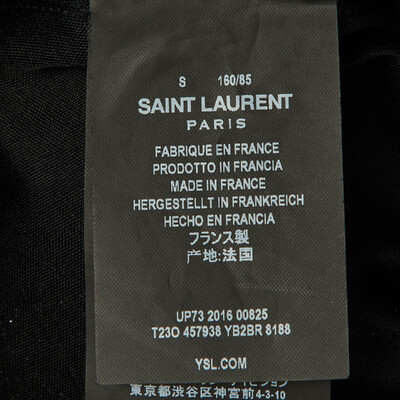 S 160/85
SAINT LAURENT
PARIS
FABRIQUE EN FRANCE
PRODOTTO IN FRANCIA
MADE IN FRANCE
HERGESTELLT IN FRANKREICH
HECHO EN FRANCIA
フランス製
产地:法国
UP73 2016 00825
T23O 457938 YB2BR 8188
YSL.COM
東京都渋谷区神宮前4-3-10